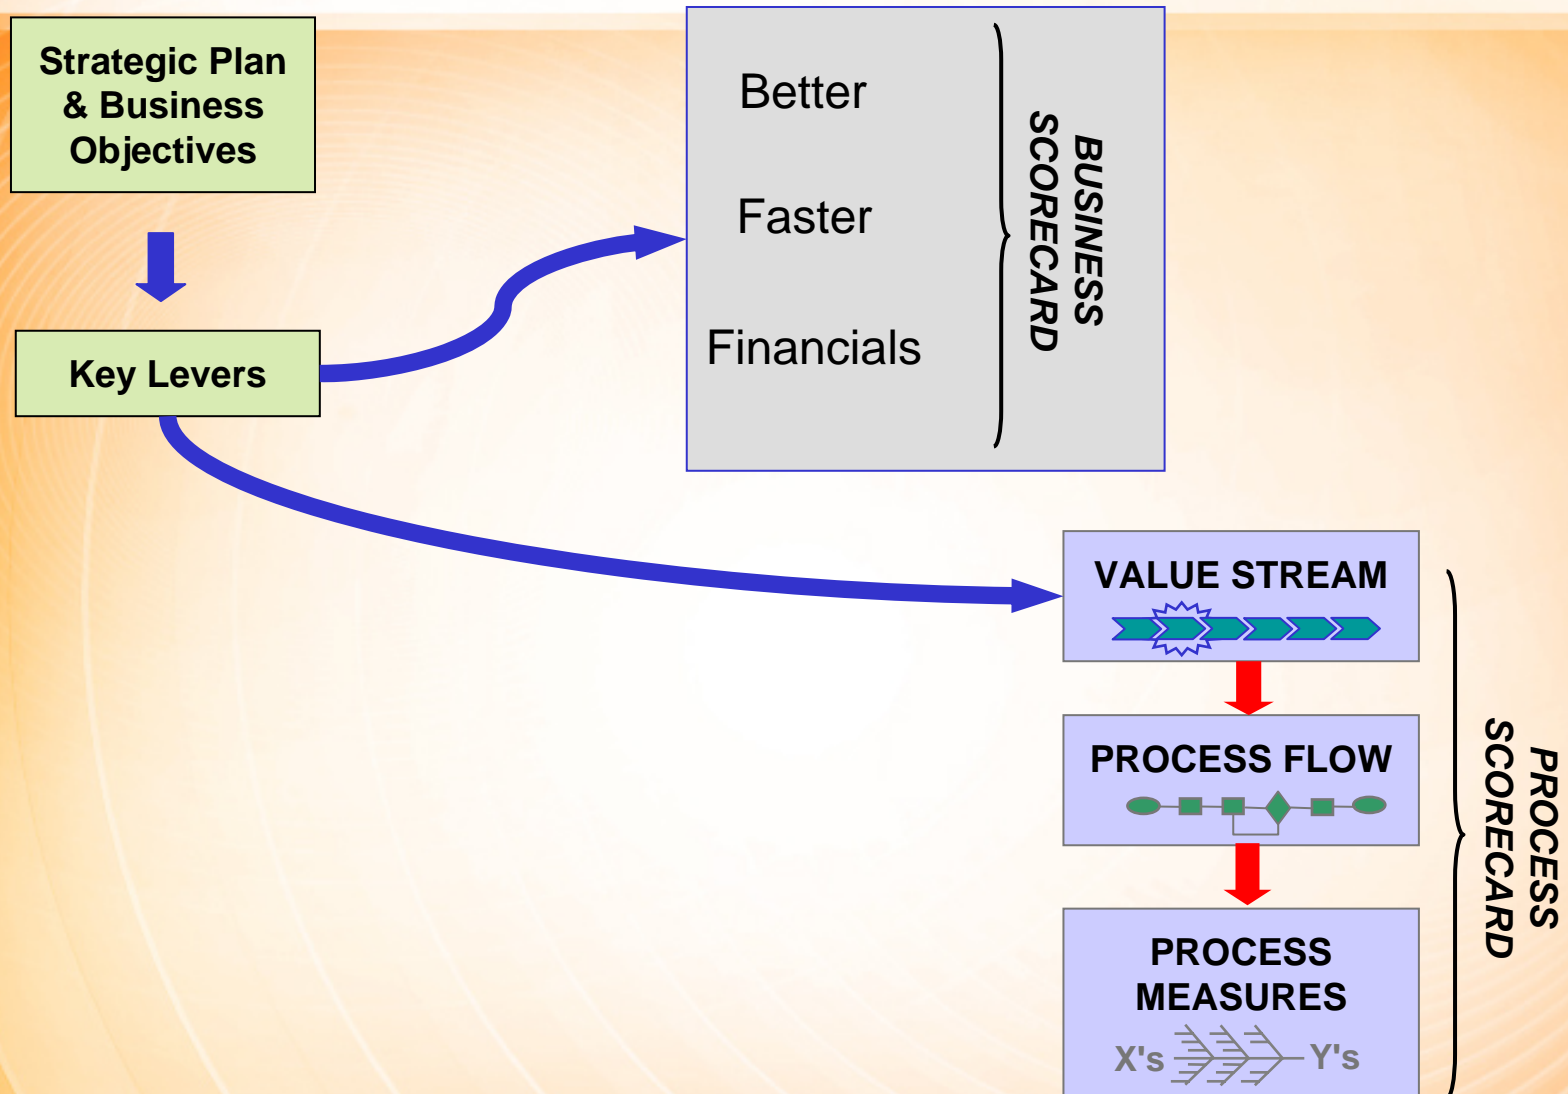 Strategic Plan
& Business
Objectives
Key Levers
Better
Faster
Financials
BUSINESS
SCORECARD
VALUE STREAM
PROCESS FLOW
PROCESS
MEASURES
X's
Y's
PROCESS
SCORECARD